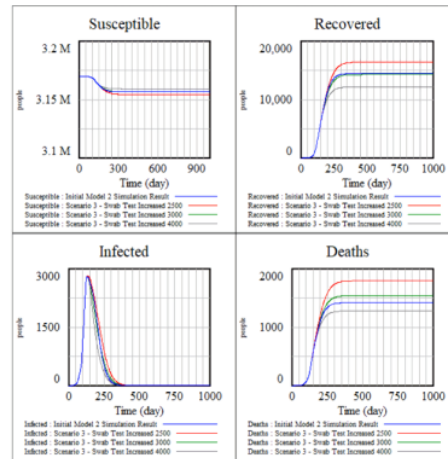 Susceptible
3.2 M
3.15 M
3.1 M
people
0 300 600 900
Time (day)
Susceptible : Initial Model 2 Simulation Result
Susceptible : Scenario 3 - Swab Test Increased 2500
Susceptible : Scenario 3 - Swab Test Increased 3000
Susceptible : Scenario 3 - Swab Test Increased 4000
Recovered
20,000
10,000
0
people
0 250 500 750 1000
Time (day)
Recovered : Initial Model 2 Simulation Result
Recovered : Scenario 3 - Swab Test Increased 2500
Recovered : Scenario 3 - Swab Test Increased 3000
Recovered : Scenario 3 - Swab Test Increased 4000
Infected
3000
1500
0
people
0 250 500 750 1000
Time (day)
Infected : Initial Model 2 Simulation Result
Infected : Scenario 3 - Swab Test Increased 2500
Infected : Scenario 3 - Swab Test Increased 3000
Infected : Scenario 3 - Swab Test Increased 4000
Deaths
2000
1000
0
people
0 250 500 750 1000
Time (day)
Deaths : Initial Model 2 Simulation Result
Deaths : Scenario 3 - Swab Test Increased 2500
Deaths : Scenario 3 - Swab Test Increased 3000
Deaths : Scenario 3 - Swab Test Increased 4000